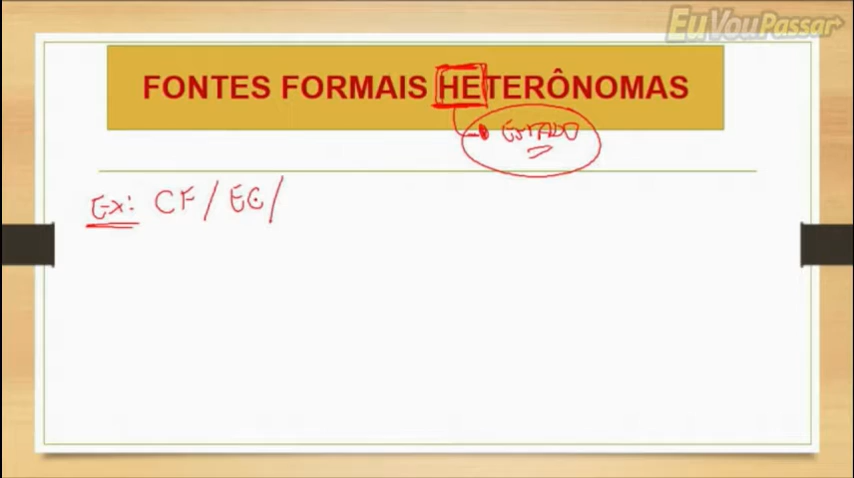 EuVouPassar
FONTES FORMAIS HETERÔNOMAS
ESTADO
Ex: CF / EC /